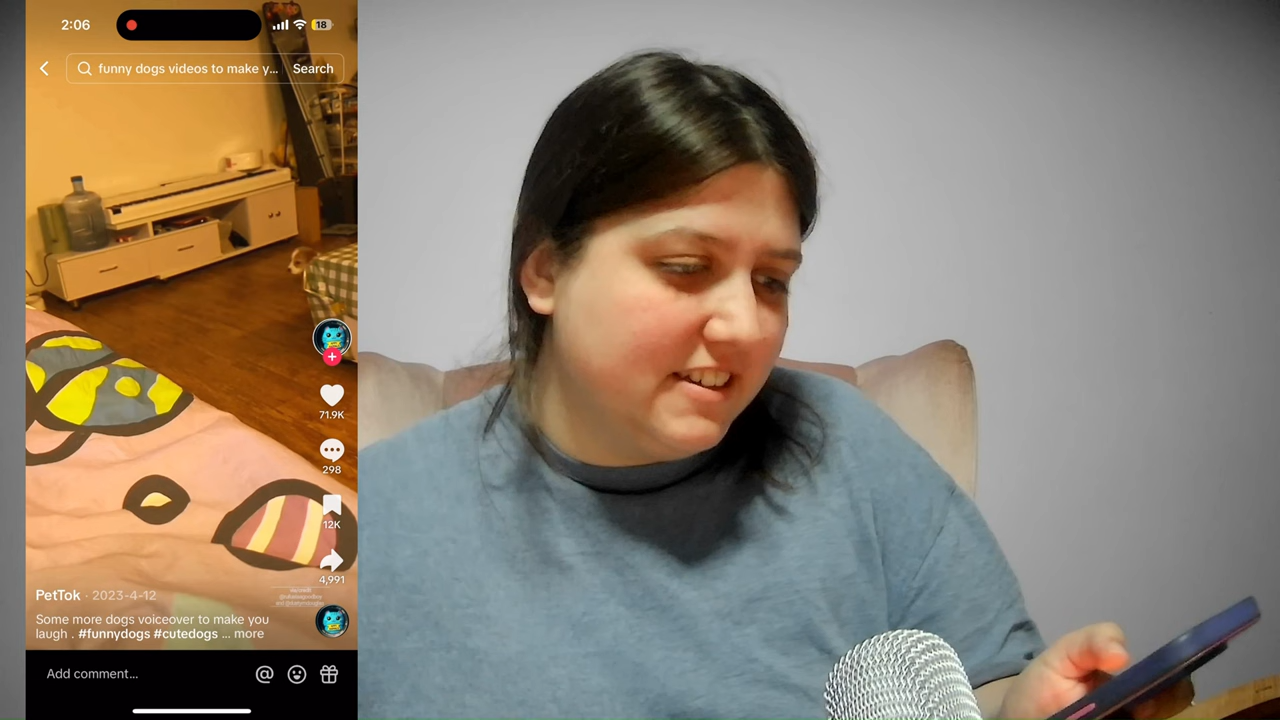 2:06
18
funny dogs videos to make y...
Search
71.9K
298
12K
4,991
PetTok · 2023-4-12
Some more dogs voiceover to make you
laugh . #funnydogs #cutedogs ... more
Add comment...